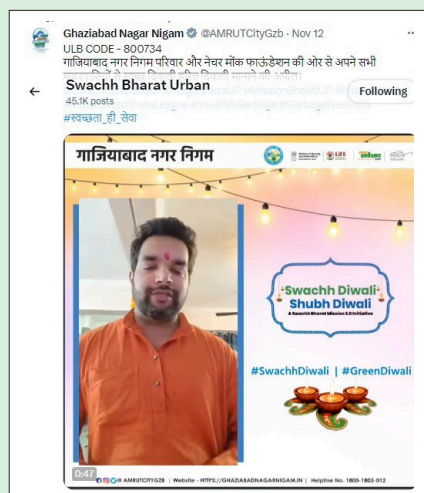 Ghaziabad Nagar Nigam @AMRUTCityGzb · Nov 12
ULB CODE - 800734
गाजियाबाद नगर निगम परिवार और नेचर मोंक फाऊंडेशन की ओर से अपने सभी
Swachh Bharat Urban
45.1K posts
Following
#स्वच्छता_ही_सेवा
गाजियाबाद नगर निगम
LiFE
Swachh Diwali
Shubh Diwali
A Swachh Bharat Mission 2.0 Initiative
#SwachhDiwali | #GreenDiwali
0:47
@ AMRUTCITYGZB | Website - HTTPS://GHAZIABADNAGARNIGAM.IN | Helpline No. 1800-1803-012